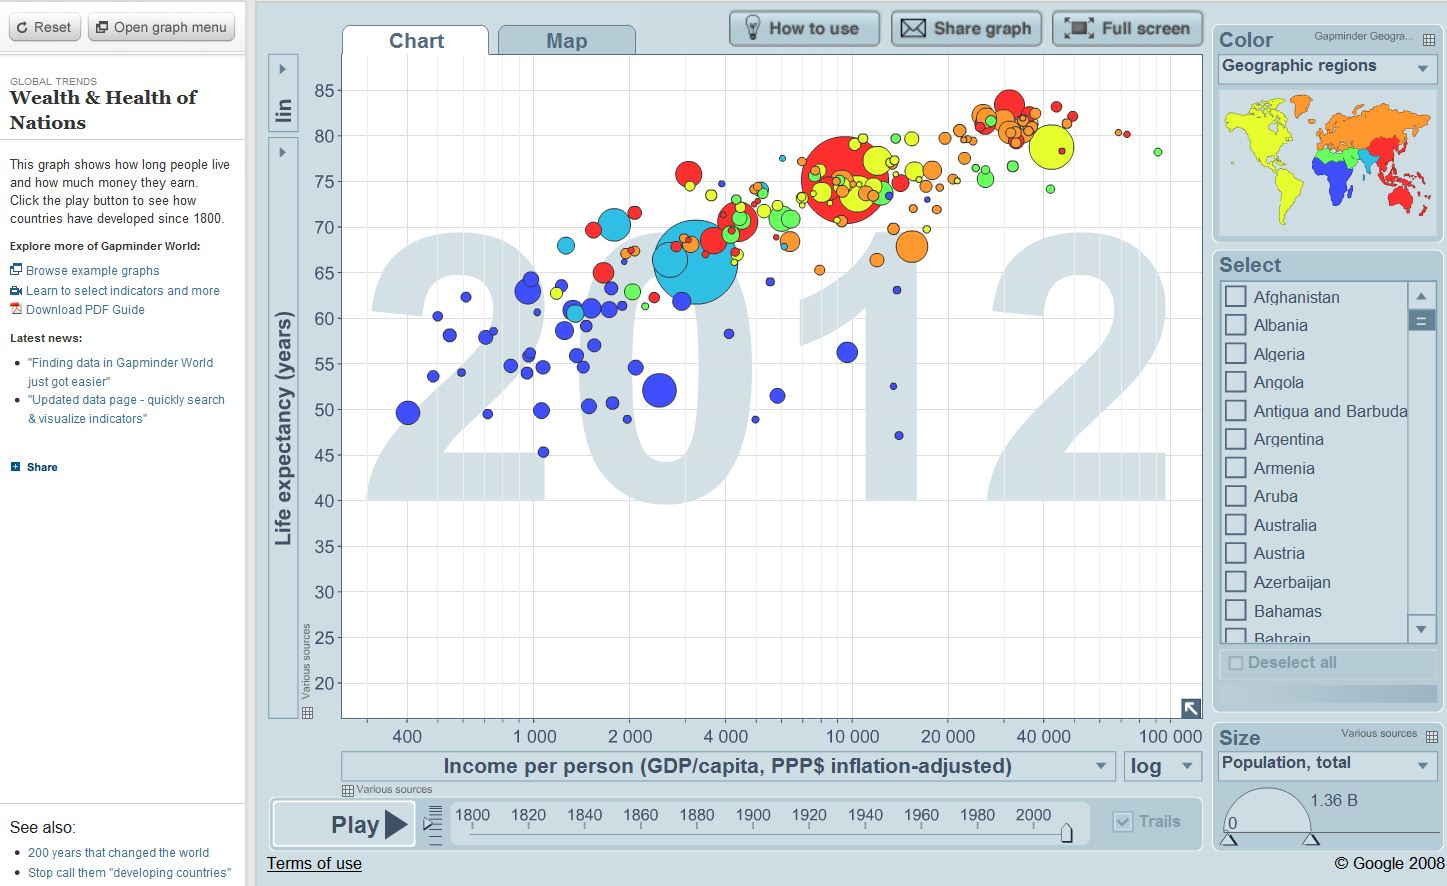 Reset
Open graph menu
GLOBAL TRENDS
Wealth & Health of
Nations
This graph shows how long people live
and how much money they earn.
Click the play button to see how
countries have developed since 1800.
Explore more of Gapminder World:
Browse example graphs
Learn to select indicators and more
Download PDF Guide
Latest news:
"Finding data in Gapminder World
just got easier"
"Updated data page - quickly search
& visualize indicators"
Share
See also:
200 years that changed the world
Stop call them "developing countries"
Chart
Map
How to use
Share graph
Full screen
lin
Life expectancy (years)
Various sources
85
80
75
70
65
60
55
50
45
40
35
30
25
20
2012
400
1 000
2 000
4 000
10 000
20 000
40 000
100 000
Income per person (GDP/capita, PPP$ inflation-adjusted)
log
Various sources
Play
1800 1820 1840 1860 1880 1900 1920 1940 1960 1980 2000
Trails
Terms of use
Color
Gapminder Geogra...
Geographic regions
Select
Afghanistan
Albania
Algeria
Andorra
Angola
Antigua and Barbuda
Argentina
Armenia
Aruba
Australia
Austria
Azerbaijan
Bahamas
Bahrain
Deselect all
Size
Various sources
Population, total
1.36 B
0
© Google 2008